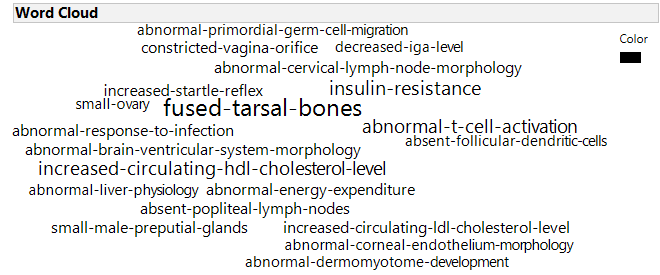 Word Cloud
Color
abnormal-primordial-germ-cell-migration
constricted-vagina-orifice
decreased-iga-level
abnormal-cervical-lymph-node-morphology
increased-startle-reflex
insulin-resistance
small-ovary
fused-tarsal-bones
abnormal-response-to-infection
abnormal-t-cell-activation
absent-follicular-dendritic-cells
abnormal-brain-ventricular-system-morphology
increased-circulating-hdl-cholesterol-level
abnormal-liver-physiology
abnormal-energy-expenditure
absent-popliteal-lymph-nodes
small-male-preputial-glands
increased-circulating-ldl-cholesterol-level
abnormal-corneal-endothelium-morphology
abnormal-dermomyotome-development